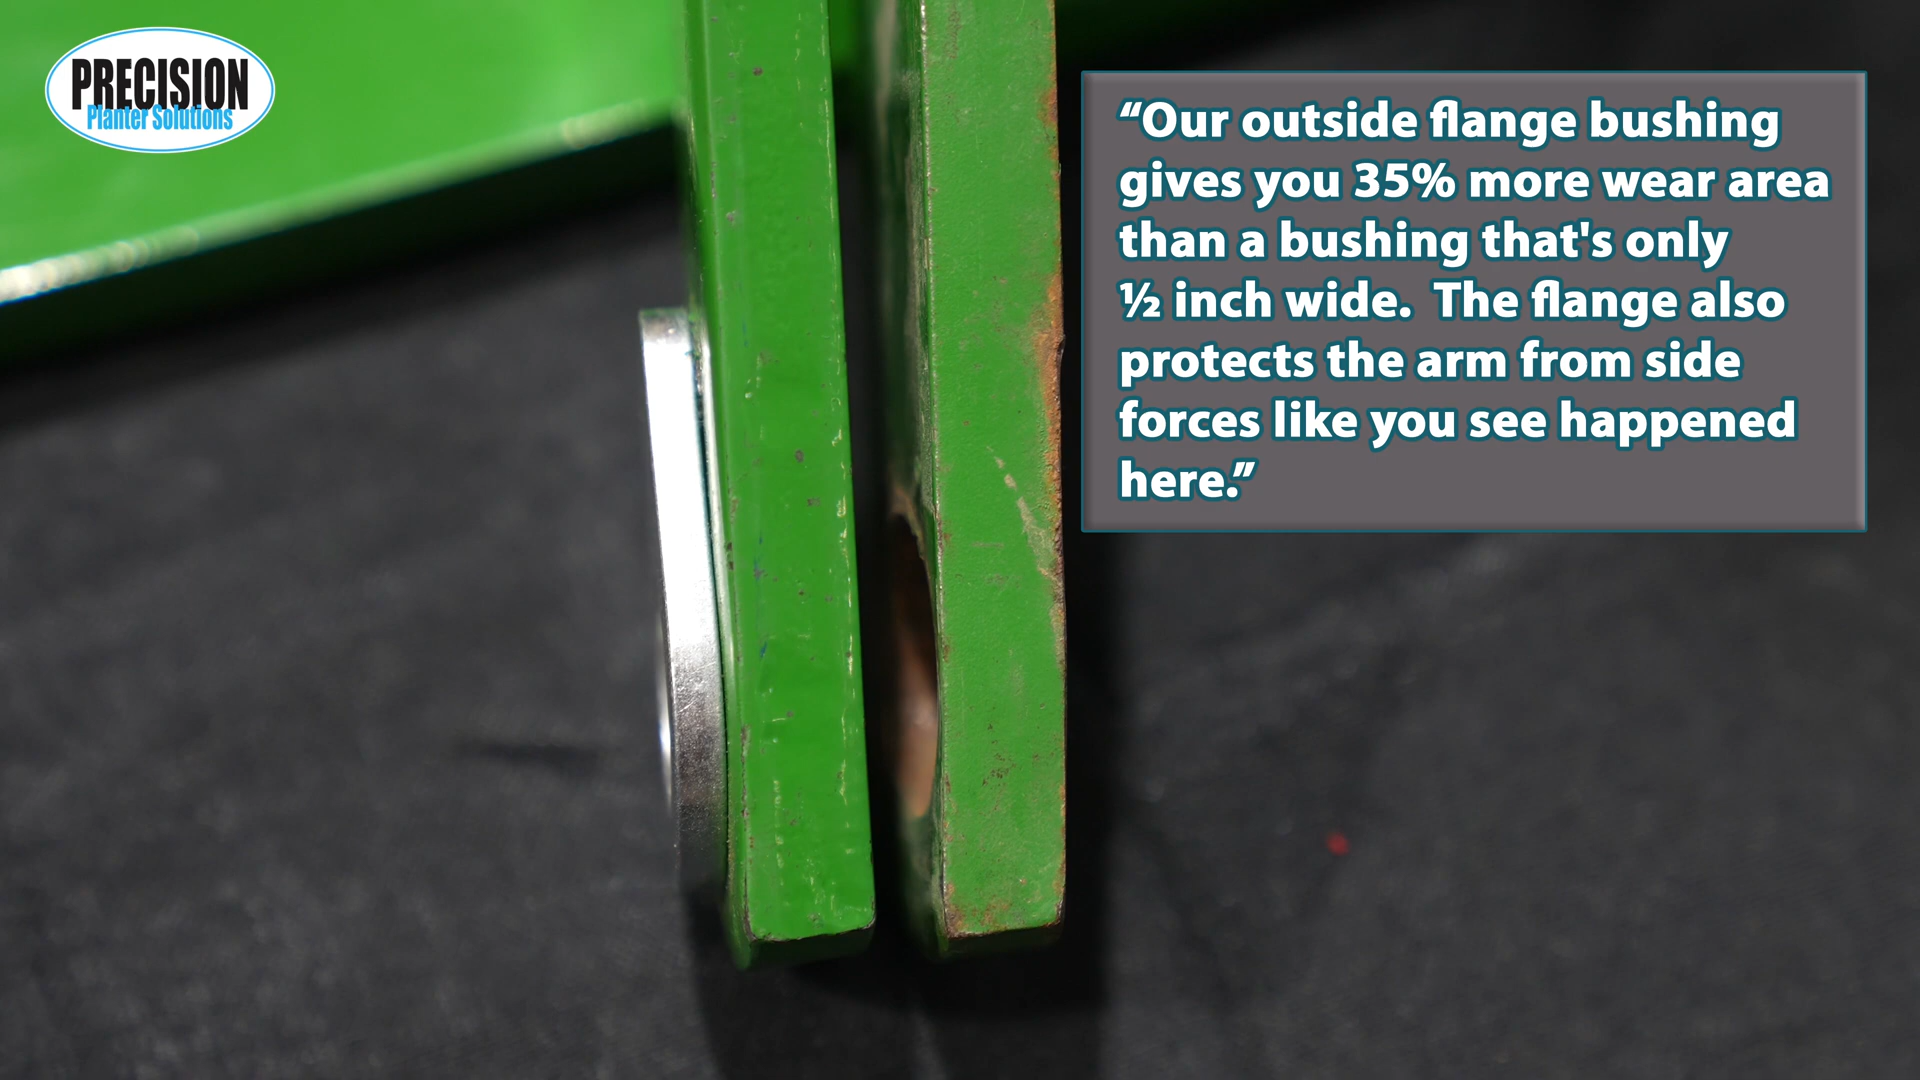 PRECISION
Planter Solutions
“Our outside flange bushing
gives you 35% more wear area
than a bushing that's only
½ inch wide.  The flange also
protects the arm from side
forces like you see happened
here.”